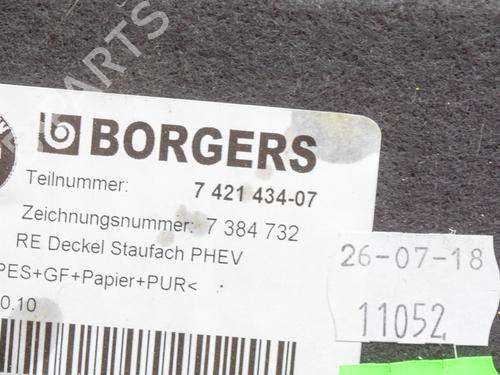 BORGERS
Teilnummer: 7 421 434-07
Zeichnungsnummer: 7 384 732
RE Deckel Staufach PHEV
PES+GF+Papier+PUR<
0.10
26-07-18
11052
PARTS